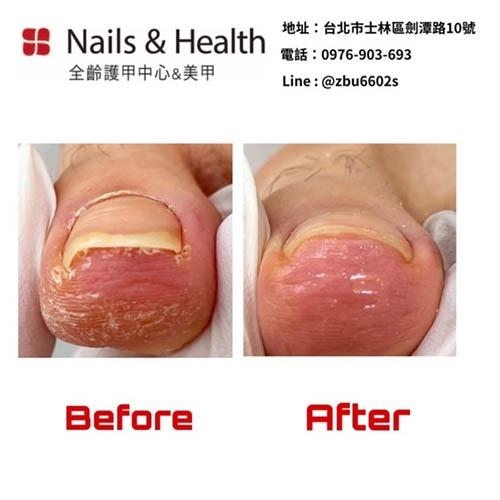 Nails & Health
全齡護甲中心&美甲
地址：台北市士林區劍潭路10號
電話：0976-903-693
Line : @zbu6602s
Before
After